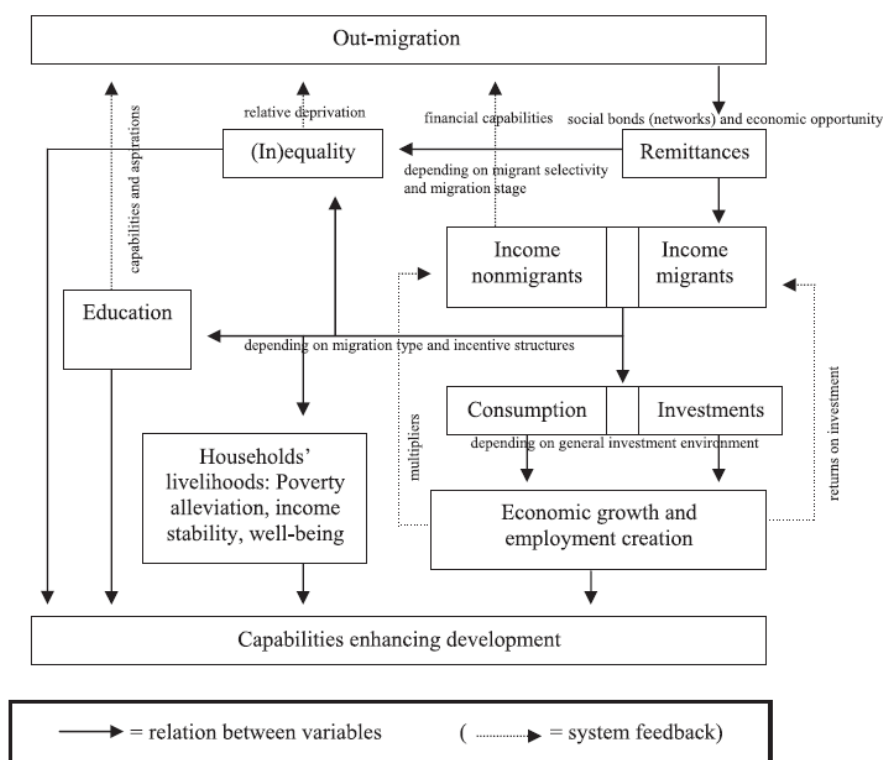 Out-migration
relative deprivation
financial capabilities
social bonds (networks) and economic opportunity
(In)equality
Remittances
depending on migrant selectivity
and migration stage
capabilities and aspirations
Income
nonmigrants
Income
migrants
Education
depending on migration type and incentive structures
Consumption
Investments
depending on general investment environment
multipliers
returns on investment
Households’
livelihoods: Poverty
alleviation, income
stability, well-being
Economic growth and
employment creation
Capabilities enhancing development
= relation between variables
( = system feedback)